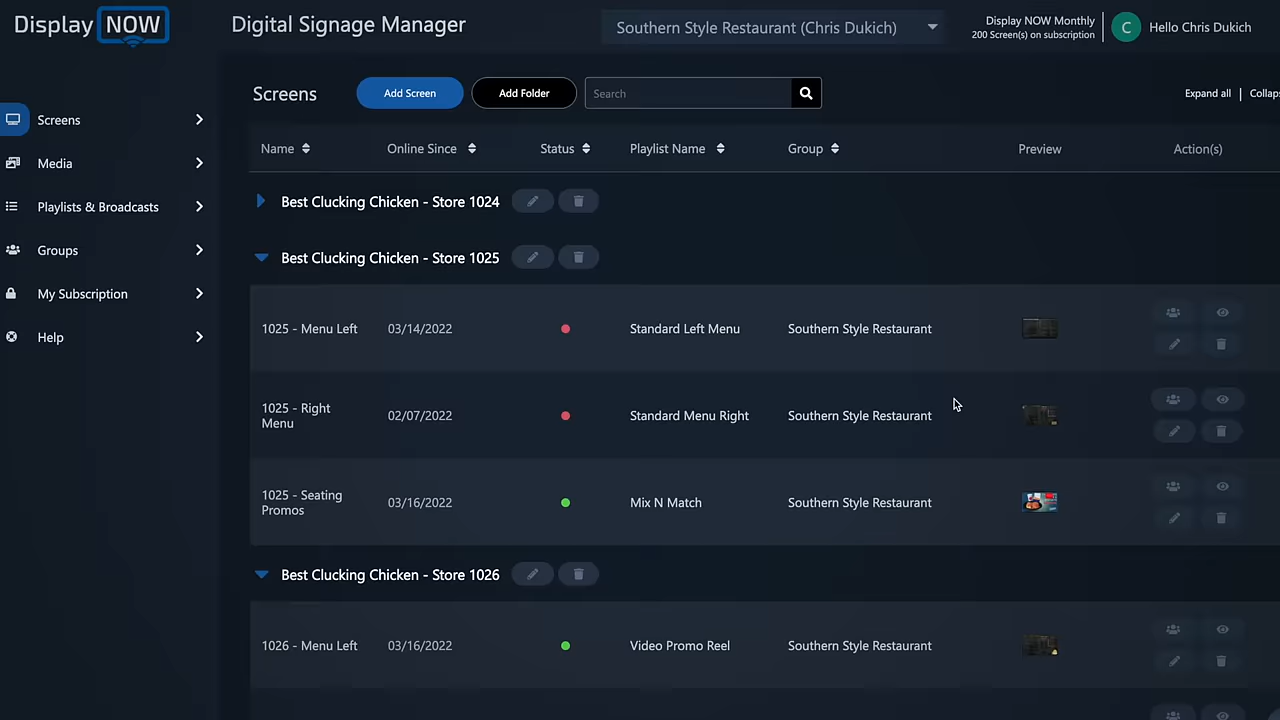 Display NOW
Digital Signage Manager
Southern Style Restaurant (Chris Dukich)
Display NOW Monthly
200 Screen(s) on subscription
C
Hello Chris Dukich
Screens
Media
Playlists & Broadcasts
Groups
My Subscription
Help
Screens
Add Screen
Add Folder
Search
Expand all | Collaps
Name
Online Since
Status
Playlist Name
Group
Preview
Action(s)
Best Clucking Chicken - Store 1024
Best Clucking Chicken - Store 1025
1025 - Menu Left
03/14/2022
Standard Left Menu
Southern Style Restaurant
1025 - Right
Menu
02/07/2022
Standard Menu Right
Southern Style Restaurant
1025 - Seating
Promos
03/16/2022
Mix N Match
Southern Style Restaurant
Best Clucking Chicken - Store 1026
1026 - Menu Left
03/16/2022
Video Promo Reel
Southern Style Restaurant